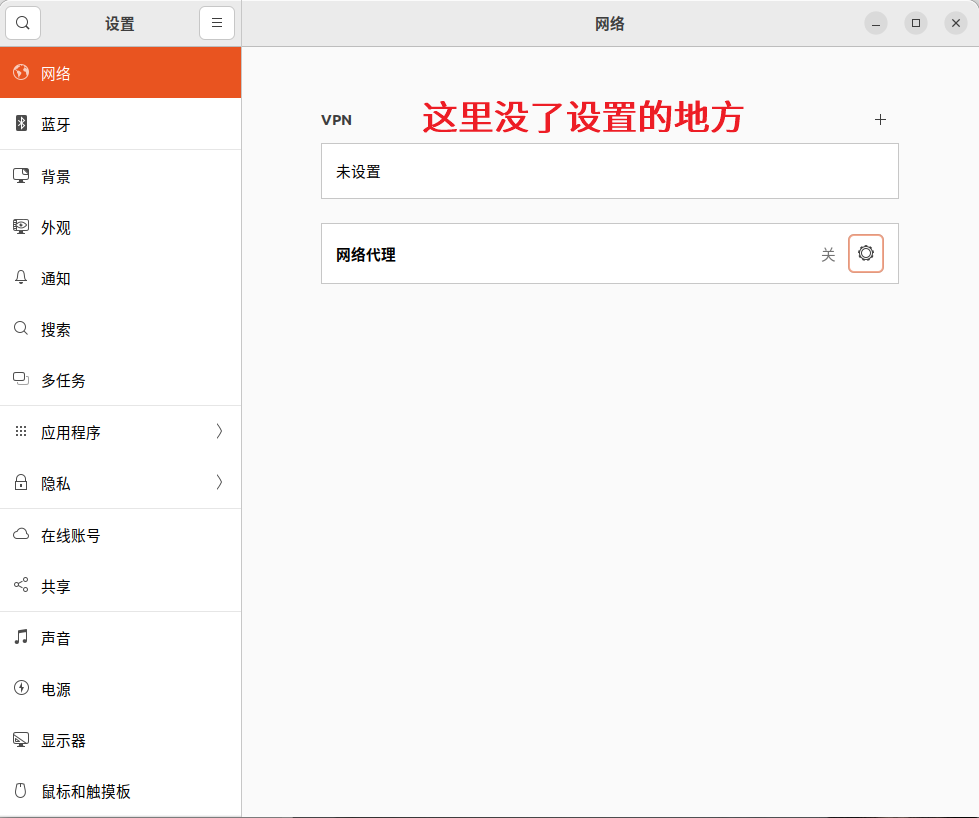 设置
网络
网络
蓝牙
背景
外观
通知
搜索
多任务
应用程序
隐私
在线账号
共享
声音
电源
显示器
鼠标和触摸板
VPN
这里没了设置的地方
未设置
网络代理
关